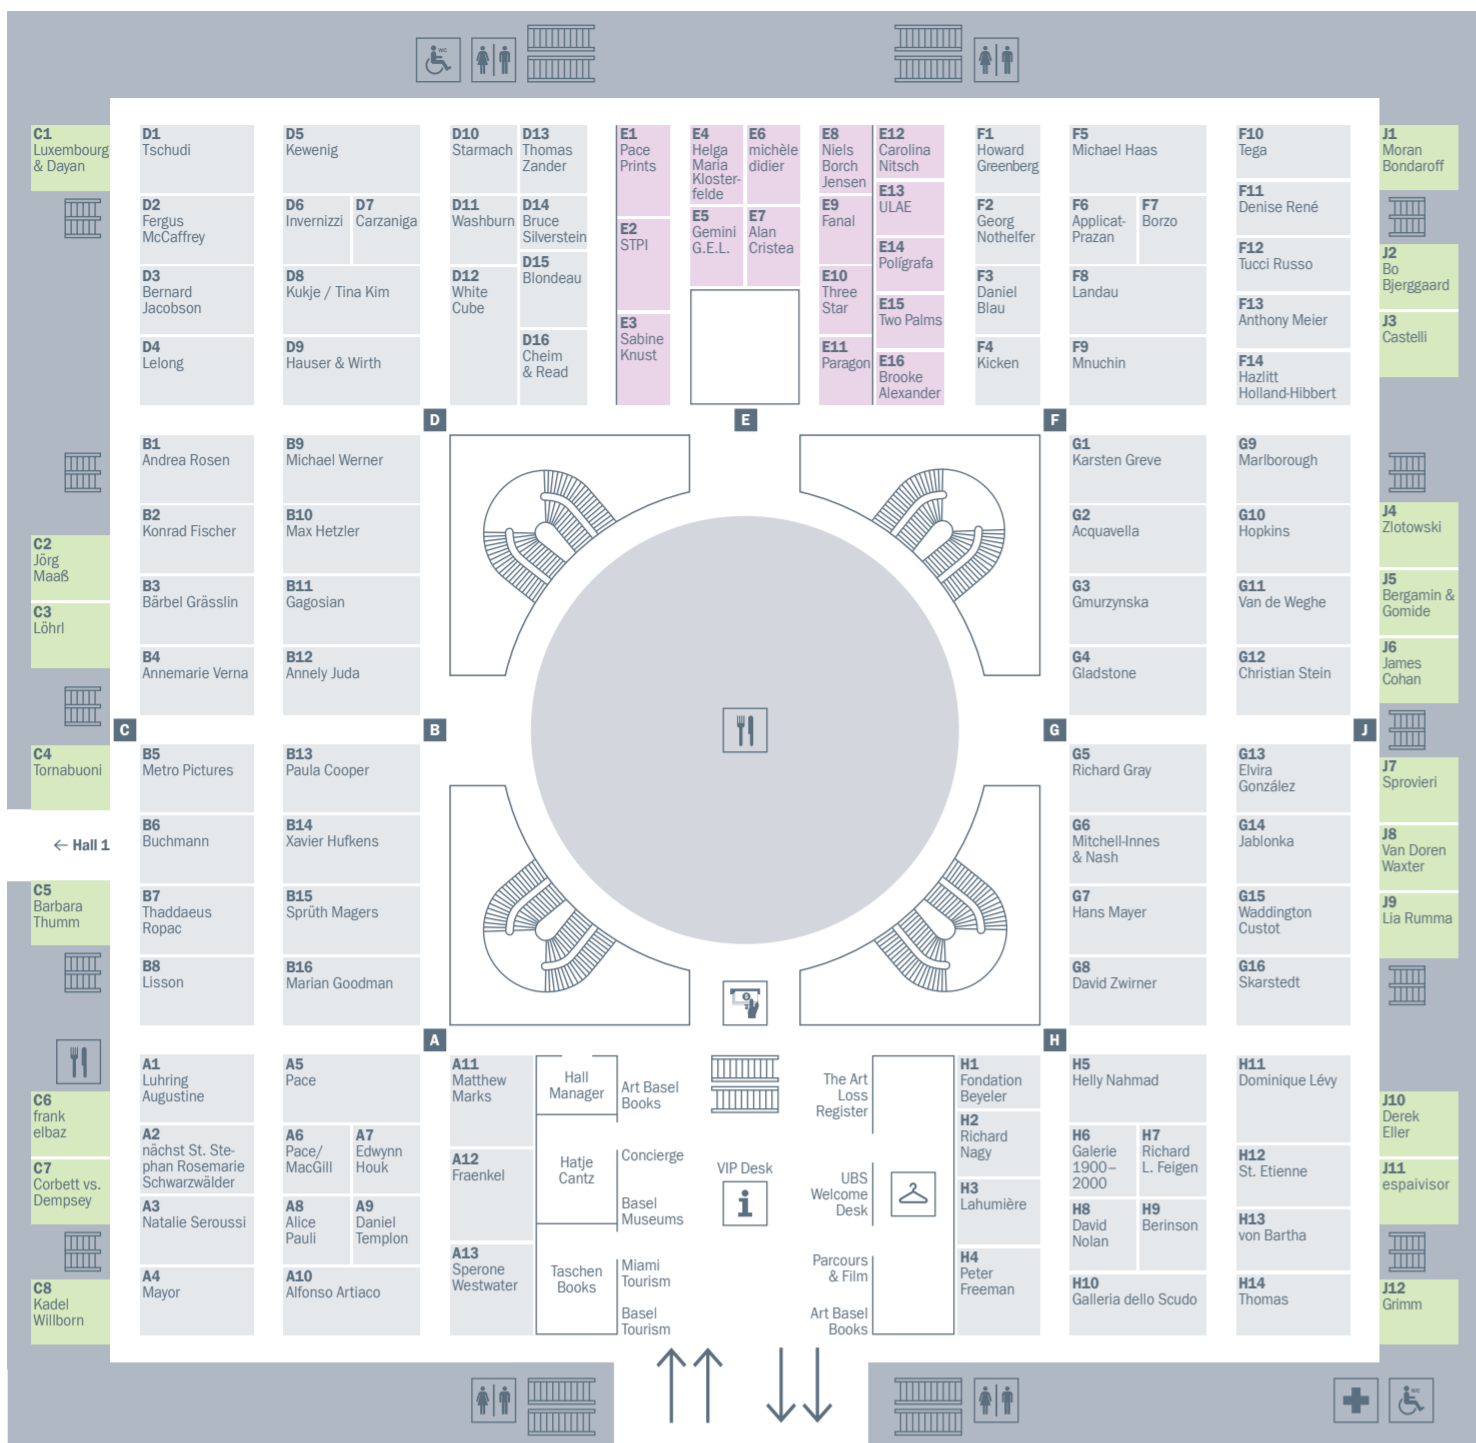 WC
C1
Luxembourg
& Dayan
D1
Tschudi
D5
Kewenig
D10
Starmach
D13
Thomas
Zander
E1
Pace
Prints
E4
Helga
Maria
Kloster-
felde
E6
michèle
didier
E8
Niels
Borch
Jensen
E12
Carolina
Nitsch
F1
Howard
Greenberg
F5
Michael Haas
F10
Tega
J1
Moran
Bondaroff
D2
Fergus
McCaffrey
D6
Invernizzi
D7
Carzaniga
D11
Washburn
D14
Bruce
Silverstein
E2
STPI
E5
Gemini
G.E.L.
E7
Alan
Cristea
E9
Fanal
E13
ULAE
F2
Georg
Nothelfer
F6
Applicat-
Prazan
F7
Borzo
F11
Denise René
D3
Bernard
Jacobson
D8
Kukje / Tina Kim
D12
White
Cube
D15
Blondeau
E10
Three
Star
E14
Polígrafa
F3
Daniel
Blau
F8
Landau
F12
Tucci Russo
J2
Bo
Bjerggaard
D4
Lelong
D9
Hauser & Wirth
D16
Cheim
& Read
E3
Sabine
Knust
E11
Paragon
E15
Two Palms
E16
Brooke
Alexander
F4
Kicken
F9
Mnuchin
F13
Anthony Meier
F14
Hazlitt
Holland-Hibbert
J3
Castelli
D
E
F
B1
Andrea Rosen
B9
Michael Werner
G1
Karsten Greve
G9
Marlborough
B2
Konrad Fischer
B10
Max Hetzler
G2
Acquavella
G10
Hopkins
J4
Zlotowski
C2
Jörg
Maaß
B3
Bärbel Grässlin
B11
Gagosian
G3
Gmurzynska
G11
Van de Weghe
J5
Bergamin &
Gomide
C3
Löhrl
B4
Annemarie Verna
B12
Annely Juda
G4
Gladstone
G12
Christian Stein
J6
James
Cohan
C
B
G
J
C4
Tornabuoni
B5
Metro Pictures
B13
Paula Cooper
G5
Richard Gray
G13
Elvira
González
J7
Sprovieri
← Hall 1
B6
Buchmann
B14
Xavier Hufkens
G6
Mitchell-Innes
& Nash
G14
Jablonka
J8
Van Doren
Waxter
C5
Barbara
Thumm
B7
Thaddaeus
Ropac
B15
Sprüth Magers
G7
Hans Mayer
G15
Waddington
Custot
J9
Lia Rumma
B8
Lisson
B16
Marian Goodman
G8
David Zwirner
G16
Skarstedt
A
H
A1
Luhring
Augustine
A5
Pace
A11
Matthew
Marks
Hall
Manager
Art Basel
Books
The Art
Loss
Register
H1
Fondation
Beyeler
H5
Helly Nahmad
H11
Dominique Lévy
C6
frank
elbaz
J10
Derek
Eller
A2
nächst St. Ste-
phan Rosemarie
Schwarzwälder
A6
Pace/
MacGill
A7
Edwynn
Houk
A12
Fraenkel
Hatje
Cantz
Concierge
VIP Desk
i
UBS
Welcome
Desk
H2
Richard
Nagy
H6
Galerie
1900–
2000
H7
Richard
L. Feigen
H12
St. Etienne
C7
Corbett vs.
Dempsey
J11
espaivisor
A3
Natalie Seroussi
A8
Alice
Pauli
A9
Daniel
Templon
Basel
Museums
H3
Lahumière
H8
David
Nolan
H9
Berinson
H13
von Bartha
A4
Mayor
A10
Alfonso Artiaco
A13
Sperone
Westwater
Taschen
Books
Miami
Tourism
Basel
Tourism
Parcours
& Film
Art Basel
Books
H4
Peter
Freeman
H10
Galleria dello Scudo
H14
Thomas
C8
Kadel
Willborn
J12
Grimm
WC